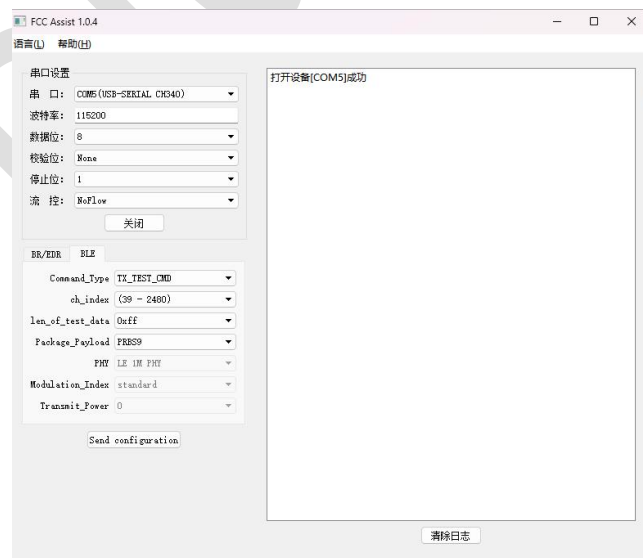 FCC Assist 1.0.4
语言(L) 帮助(H)
串口设置
串 口: COM5(USB-SERIAL CH340)
波特率: 115200
数据位: 8
校验位: None
停止位: 1
流 控: NoFlow
关闭
BR/EDR BLE
Command_Type TX_TEST_CMD
ch_index (39 - 2480)
len_of_test_data 0xff
Package_Payload PRBS9
PHY LE 1M PHY
Modulation_Index standard
Transmit_Power 0
Send configuration
打开设备[COM5]成功
清除日志